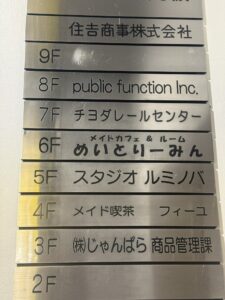 住吉商事株式会社
9F
8F public function Inc.
7F チヨダレールセンター
メイドカフェ & ルーム
6F めいとりーみん
5F スタジオ ルミノバ
4F メイド喫茶 フィーユ
3F ㈱じゃんぱら 商品管理課
2F